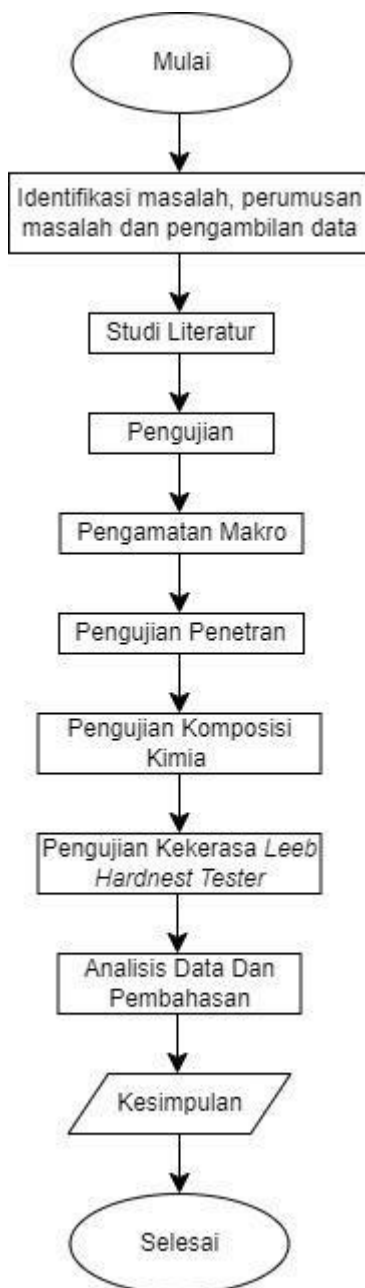 Mulai
Identifikasi masalah, perumusan
masalah dan pengambilan data
Studi Literatur
Pengujian
Pengamatan Makro
Pengujian Penetran
Pengujian Komposisi
Kimia
Pengujian Kekerasa Leeb
Hardnest Tester
Analisis Data Dan
Pembahasan
Kesimpulan
Selesai